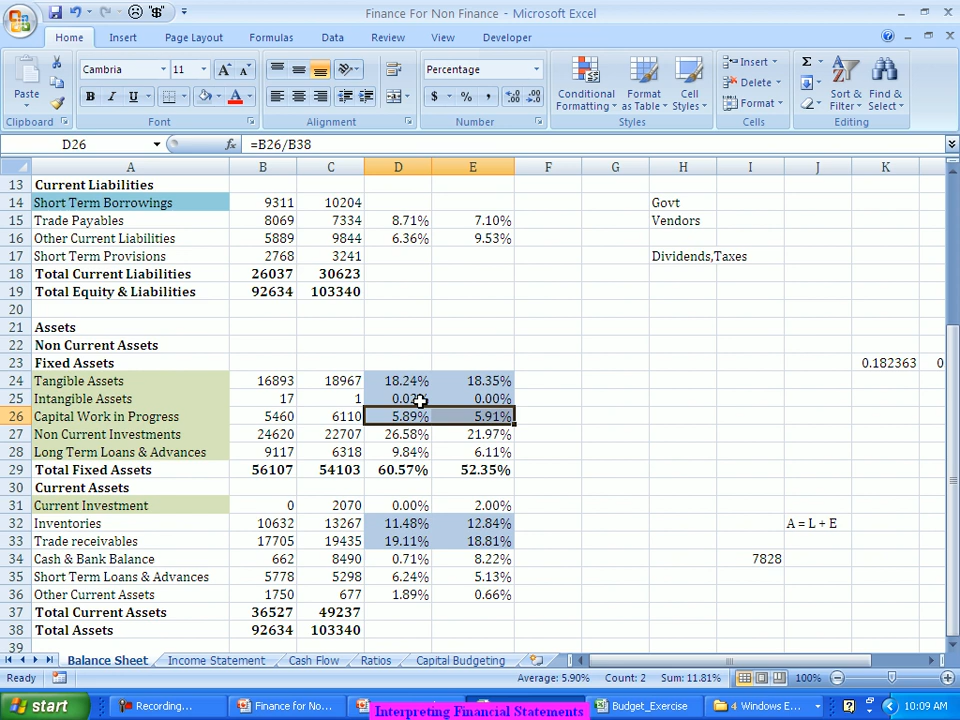 Finance For Non Finance - Microsoft Excel
Home Insert Page Layout Formulas Data Review View Developer
Paste Cambria 11 A A Percentage Conditional Formatting Format as Table Cell Styles Insert Delete Format Sort & Filter Find & Select
B I U A $ % ,
Clipboard Font Alignment Number Styles Cells Editing
D26 fx =B26/B38
A B C D E F G H I J K
13 Current Liabilities
14 Short Term Borrowings 9311 10204 Govt
15 Trade Payables 8069 7334 8.71% 7.10% Vendors
16 Other Current Liabilities 5889 9844 6.36% 9.53%
17 Short Term Provisions 2768 3241 Dividends,Taxes
18 Total Current Liabilities 26037 30623
19 Total Equity & Liabilities 92634 103340
20
21 Assets
22 Non Current Assets
23 Fixed Assets 0.182363 0
24 Tangible Assets 16893 18967 18.24% 18.35%
25 Intangible Assets 17 1 0.02% 0.00%
26 Capital Work in Progress 5460 6110 5.89% 5.91%
27 Non Current Investments 24620 22707 26.58% 21.97%
28 Long Term Loans & Advances 9117 6318 9.84% 6.11%
29 Total Fixed Assets 56107 54103 60.57% 52.35%
30 Current Assets
31 Current Investment 0 2070 0.00% 2.00%
32 Inventories 10632 13267 11.48% 12.84% A = L + E
33 Trade receivables 17705 19435 19.11% 18.81%
34 Cash & Bank Balance 662 8490 0.71% 8.22% 7828
35 Short Term Loans & Advances 5778 5298 6.24% 5.13%
36 Other Current Assets 1750 677 1.89% 0.66%
37 Total Current Assets 36527 49237
38 Total Assets 92634 103340
39
Balance Sheet Income Statement Cash Flow Ratios Capital Budgeting
Ready Average: 5.90% Count: 2 Sum: 11.81% 100%
start Recording... Finance for No... Budget_Exercise 4 Windows E... 10:09 AM
Interpreting Financial Statements